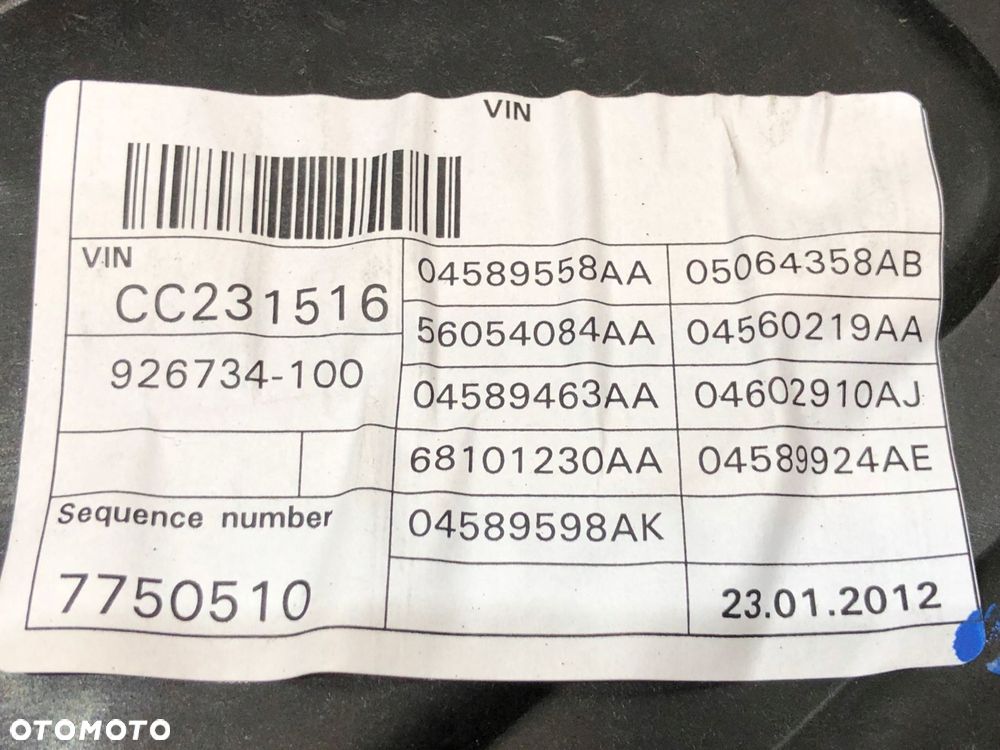 VIN
VIN
CC231516
926734-100
04589558AA 05064358AB
56054084AA 04560219AA
04589463AA 04602910AJ
68101230AA 04589924AE
Sequence number
04589598AK
7750510
23.01.2012
OTOMOTO